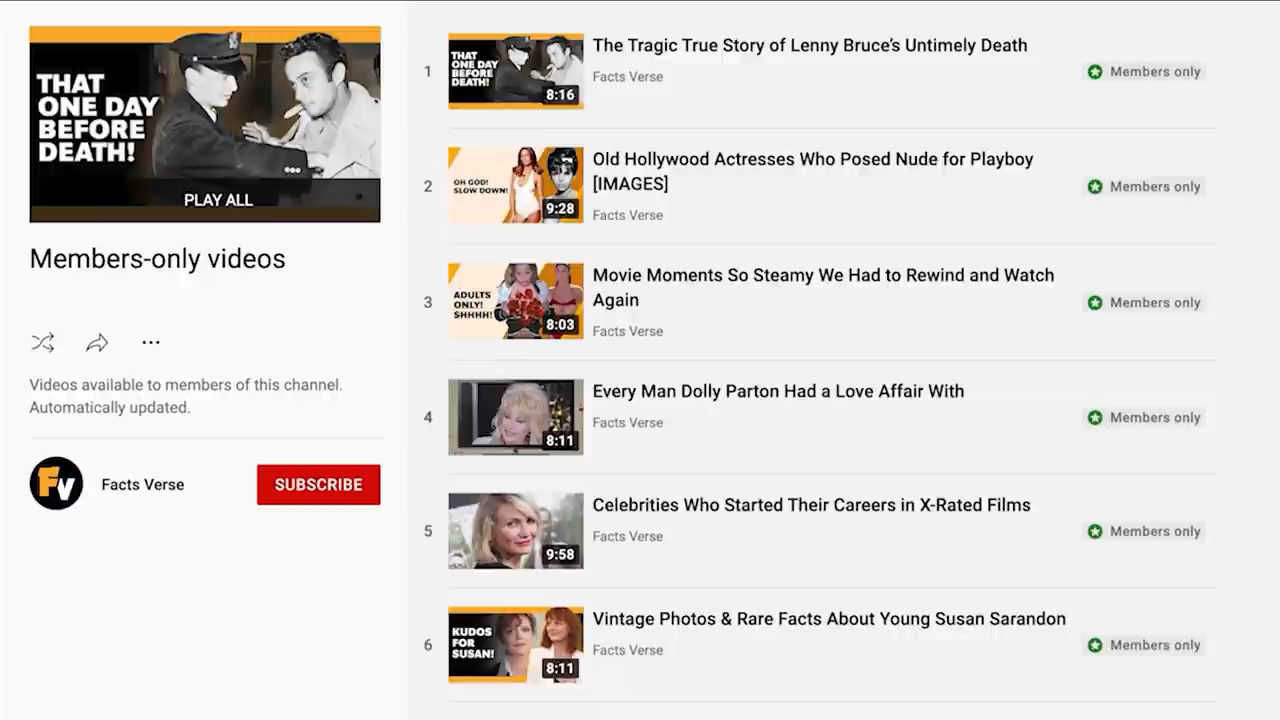 THAT
ONE DAY
BEFORE
DEATH!
PLAY ALL
Members-only videos
Videos available to members of this channel.
Automatically updated.
FV
Facts Verse
SUBSCRIBE
1
THAT
ONE DAY
BEFORE
DEATH!
8:16
The Tragic True Story of Lenny Bruce's Untimely Death
Facts Verse
Members only
2
OH GOD!
SLOW DOWN!
9:28
Old Hollywood Actresses Who Posed Nude for Playboy
[IMAGES]
Facts Verse
Members only
3
ADULTS
ONLY!
SHHHH!
8:03
Movie Moments So Steamy We Had to Rewind and Watch
Again
Facts Verse
Members only
4
8:11
Every Man Dolly Parton Had a Love Affair With
Facts Verse
Members only
5
9:58
Celebrities Who Started Their Careers in X-Rated Films
Facts Verse
Members only
6
KUDOS
FOR
SUSAN!
8:11
Vintage Photos & Rare Facts About Young Susan Sarandon
Facts Verse
Members only